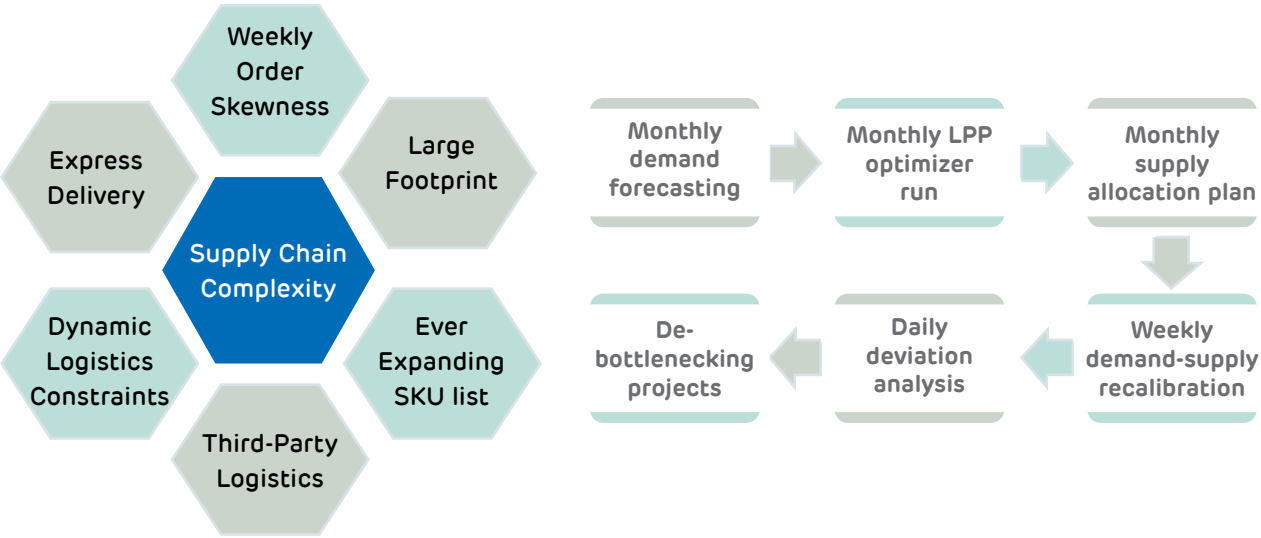 Weekly
Order
Skewness
Large
Footprint
Express
Delivery
Supply Chain
Complexity
Dynamic
Logistics
Constraints
Ever
Expanding
SKU list
Third-Party
Logistics
Monthly
demand
forecasting
Monthly LPP
optimizer
run
Monthly
supply
allocation plan
Weekly
demand-supply
recalibration
Daily
deviation
analysis
De-
bottlenecking
projects